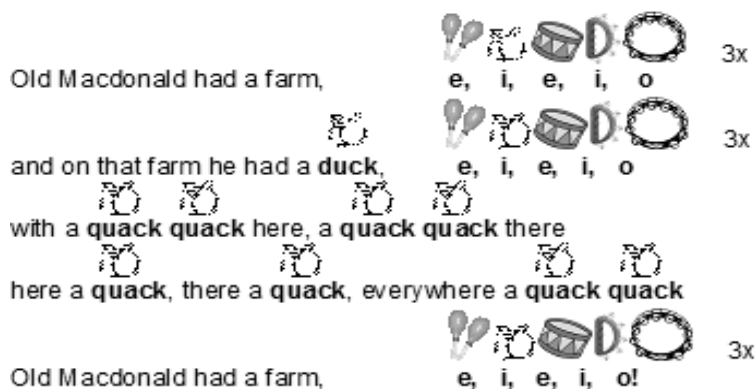 3x
Old Macdonald had a farm, e, i, e, i, o
3x
and on that farm he had a duck, e, i, e, i, o
with a quack quack here, a quack quack there
here a quack, there a quack, everywhere a quack quack
3x
Old Macdonald had a farm, e, i, e, i, o!